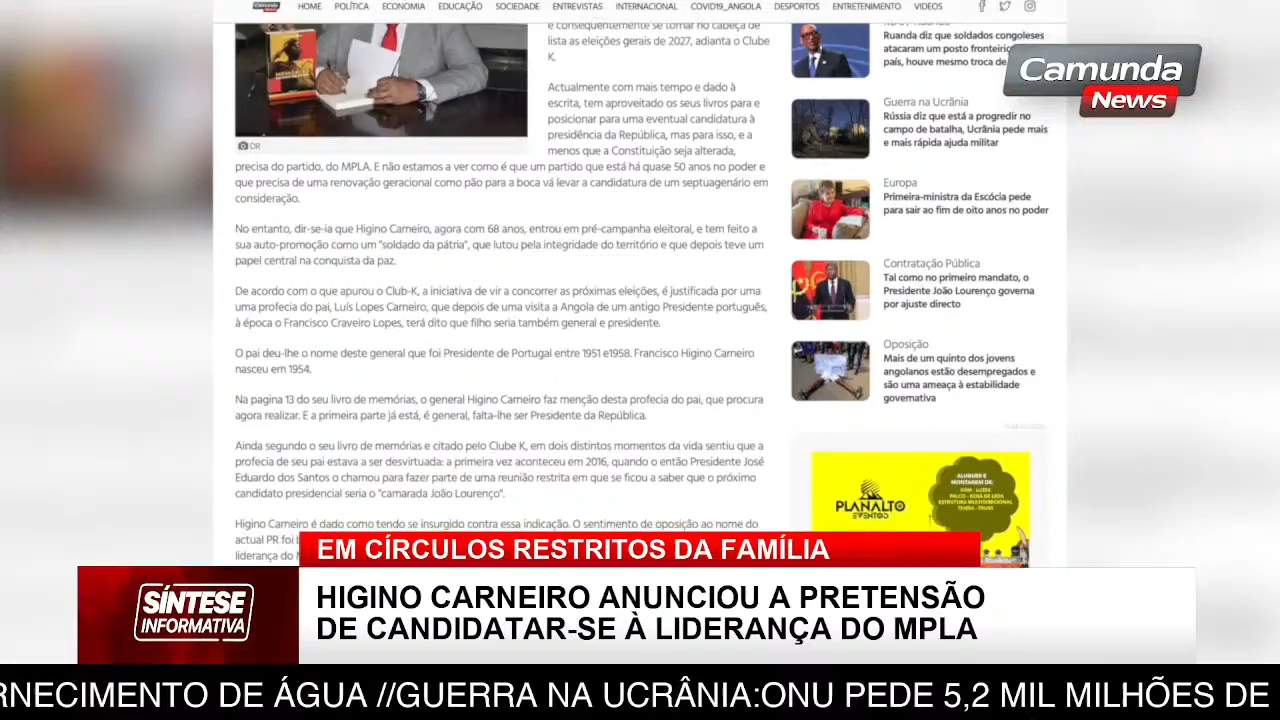 Camunda
News
HOME POLÍTICA ECONOMIA EDUCAÇÃO SOCIEDADE ENTREVISTAS INTERNACIONAL COVID19_ANGOLA DESPORTOS ENTRETENIMENTO VIDEOS
e consequentemente se tornar no cabeça de
lista as eleições gerais de 2027, adianta o Clube
K.
Actualmente com mais tempo e dado à
escrita, tem aproveitado os seus livros para e
posicionar para uma eventual candidatura à
presidência da República, mas para isso, e a
menos que a Constituição seja alterada,
DR
precisa do partido, do MPLA. E não estamos a ver como é que um partido que está há quase 50 anos no poder e
que precisa de uma renovação geracional como pão para a boca vá levar a candidatura de um septuagenário em
consideração.
No entanto, dir-se-ia que Higino Carneiro, agora com 68 anos, entrou em pré-campanha eleitoral, e tem feito a
sua auto-promoção como um "soldado da pátria", que lutou pela integridade do território e que depois teve um
papel central na conquista da paz.
De acordo com o que apurou o Club-K, a iniciativa de vir a concorrer as próximas eleições, é justificada por uma
uma profecia do pai, Luís Lopes Carneiro, que depois de uma visita a Angola de um antigo Presidente português,
à época o Francisco Craveiro Lopes, terá dito que filho seria também general e presidente.
O pai deu-lhe o nome deste general que foi Presidente de Portugal entre 1951 e1958. Francisco Higino Carneiro
nasceu em 1954.
Na pagina 13 do seu livro de memórias, o general Higino Carneiro faz menção desta profecia do pai, que procura
agora realizar. E a primeira parte já está, é general, falta-lhe ser Presidente da República.
Ainda segundo o seu livro de memórias e citado pelo Clube K, em dois distintos momentos da vida sentiu que a
profecia de seu pai estava a ser desvirtuada: a primeira vez aconteceu em 2016, quando o então Presidente José
Eduardo dos Santos o chamou para fazer parte de uma reunião restrita em que se ficou a saber que o próximo
candidato presidencial seria o "camarada João Lourenço".
Higino Carneiro é dado como tendo se insurgido contra essa indicação. O sentimento de oposição ao nome do
actual PR foi
liderança do
Ruanda diz que soldados congoleses
atacaram um posto fronteiriço
país, houve mesmo troca de
Camunda
News
Guerra na Ucrânia
Rússia diz que está a progredir no
campo de batalha, Ucrânia pede mais
e mais rápida ajuda militar
Europa
Primeira-ministra da Escócia pede
para sair ao fim de oito anos no poder
Contratação Pública
Tal como no primeiro mandato, o
Presidente João Lourenço governa
por ajuste directo
Oposição
Mais de um quinto dos jovens
angolanos estão desempregados e
são uma ameaça à estabilidade
governativa
PLANALTO
EVENTOS
ALUGUER E
MONTAGEM DE:
EM CÍRCULOS RESTRITOS DA FAMÍLIA
SÍNTESE
INFORMATIVA
HIGINO CARNEIRO ANUNCIOU A PRETENSÃO
DE CANDIDATAR-SE À LIDERANÇA DO MPLA
RNECIMENTO DE ÁGUA //GUERRA NA UCRÂNIA:ONU PEDE 5,2 MIL MILHÕES DE